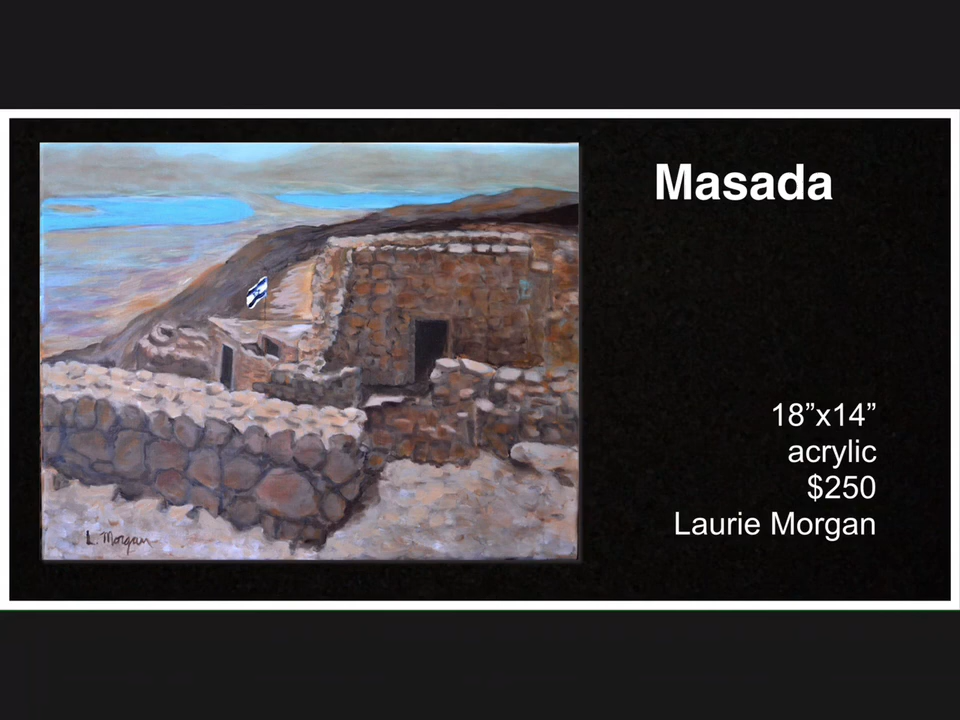 Masada
18”x14”
acrylic
$250
Laurie Morgan
L. Morgan